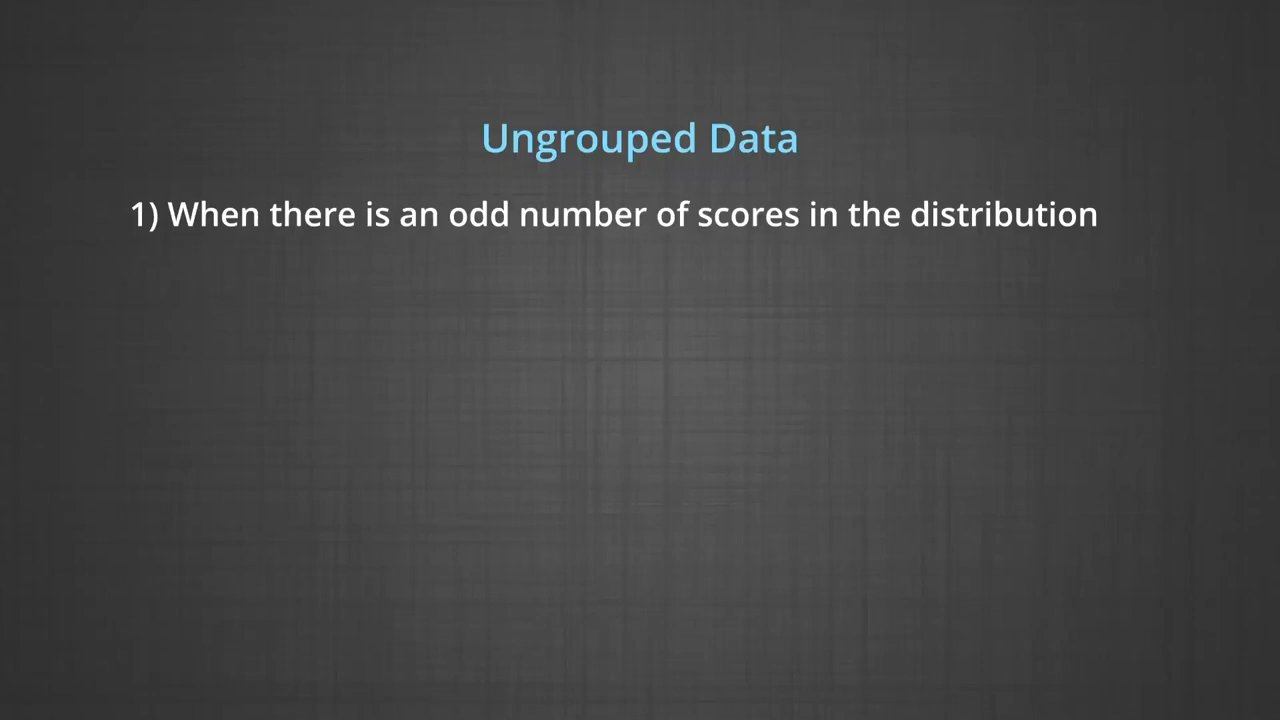 Ungrouped Data
1) When there is an odd number of scores in the distribution